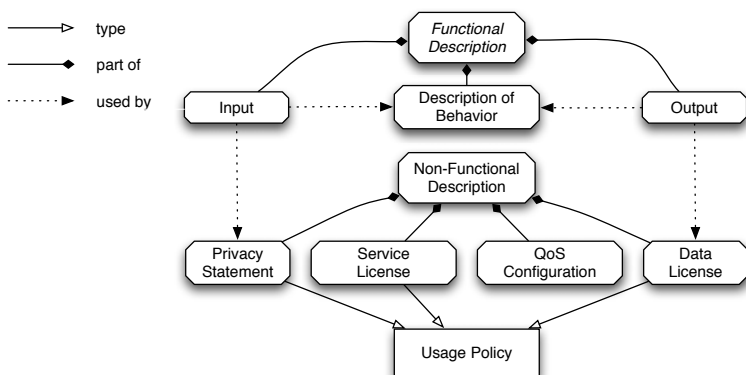 type
part of
used by
Functional
Description
Input
Description of
Behavior
Output
Non-Functional
Description
Privacy
Statement
Service
License
QoS
Configuration
Data
License
Usage Policy